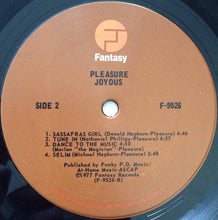 Fantasy
PLEASURE
JOYOUS
SIDE 2 F-9526
1. SASSAFRAS GIRL (Donald Hepburn-Pleasure) 6:46
2. TUNE IN (Nathaniel Phillips-Pleasure) 4:37
3. DANCE TO THE MUSIC 4:50
(Marlon "the Magician"-Pleasure)
4. SELIM (Michael Hepburn-Pleasure) 3:48
Published by Funky P.O. Music/
At-Home Music-ASCAP
℗1977 Fantasy Records
(F-9526-B)